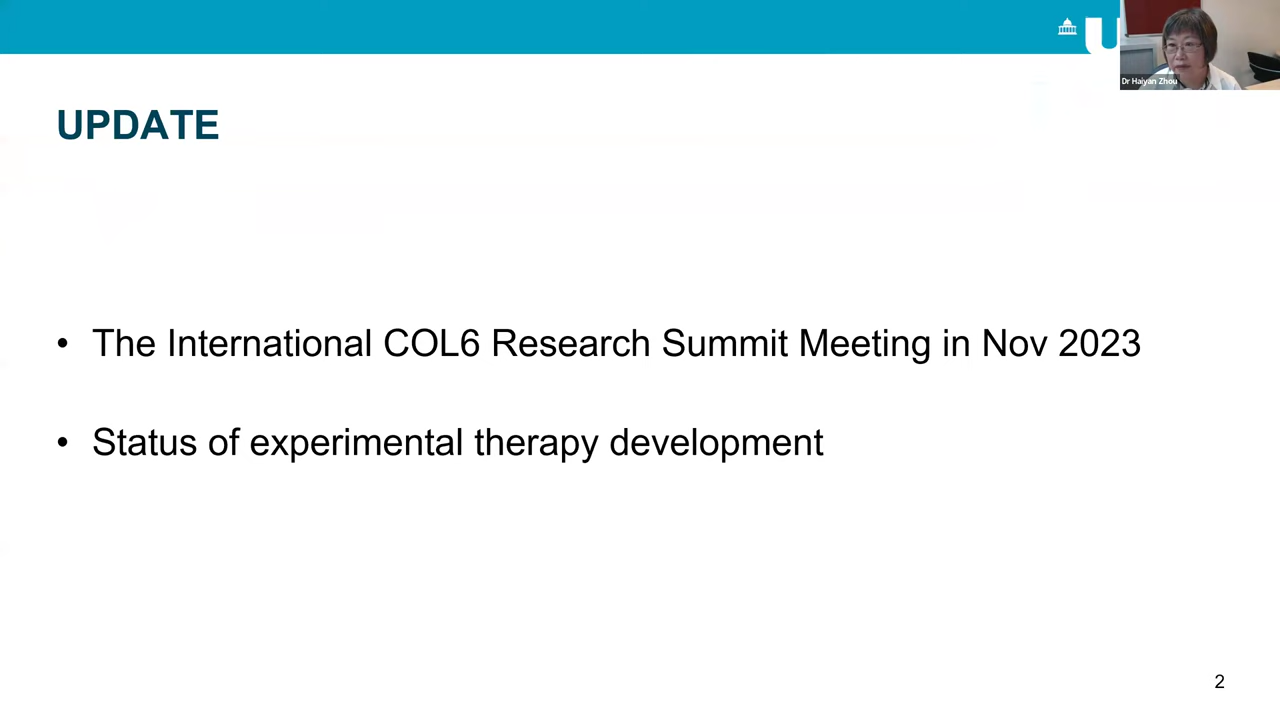 U
Dr Haiyan Zhou
UPDATE
• The International COL6 Research Summit Meeting in Nov 2023
• Status of experimental therapy development
2